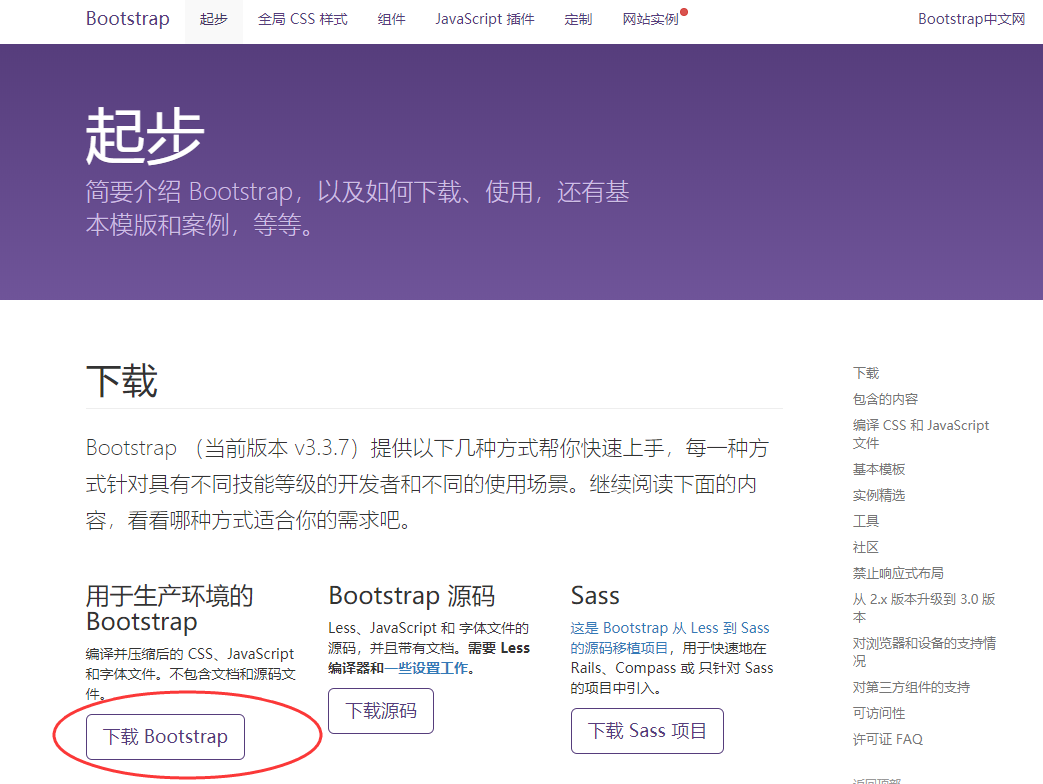 Bootstrap 起步 全局 CSS 样式 组件 JavaScript 插件 定制 网站实例 Bootstrap中文网
起步
简要介绍 Bootstrap，以及如何下载、使用，还有基
本模版和案例，等等。
下载
Bootstrap （当前版本 v3.3.7）提供以下几种方式帮你快速上手，每一种方
式针对具有不同技能等级的开发者和不同的使用场景。继续阅读下面的内
容，看看哪种方式适合你的需求吧。
用于生产环境的
Bootstrap
编译并压缩后的 CSS、JavaScript
和字体文件。不包含文档和源码文
件。
下载 Bootstrap
Bootstrap 源码
Less、JavaScript 和 字体文件的
源码，并且带有文档。需要 Less
编译器和一些设置工作。
下载源码
Sass
这是 Bootstrap 从 Less 到 Sass
的源码移植项目，用于快速地在
Rails、Compass 或 只针对 Sass
的项目中引入。
下载 Sass 项目
下载
包含的内容
编译 CSS 和 JavaScript
文件
基本模板
实例精选
工具
社区
禁止响应式布局
从 2.x 版本升级到 3.0 版
本
对浏览器和设备的支持情
况
对第三方组件的支持
可访问性
许可证 FAQ
返回顶部